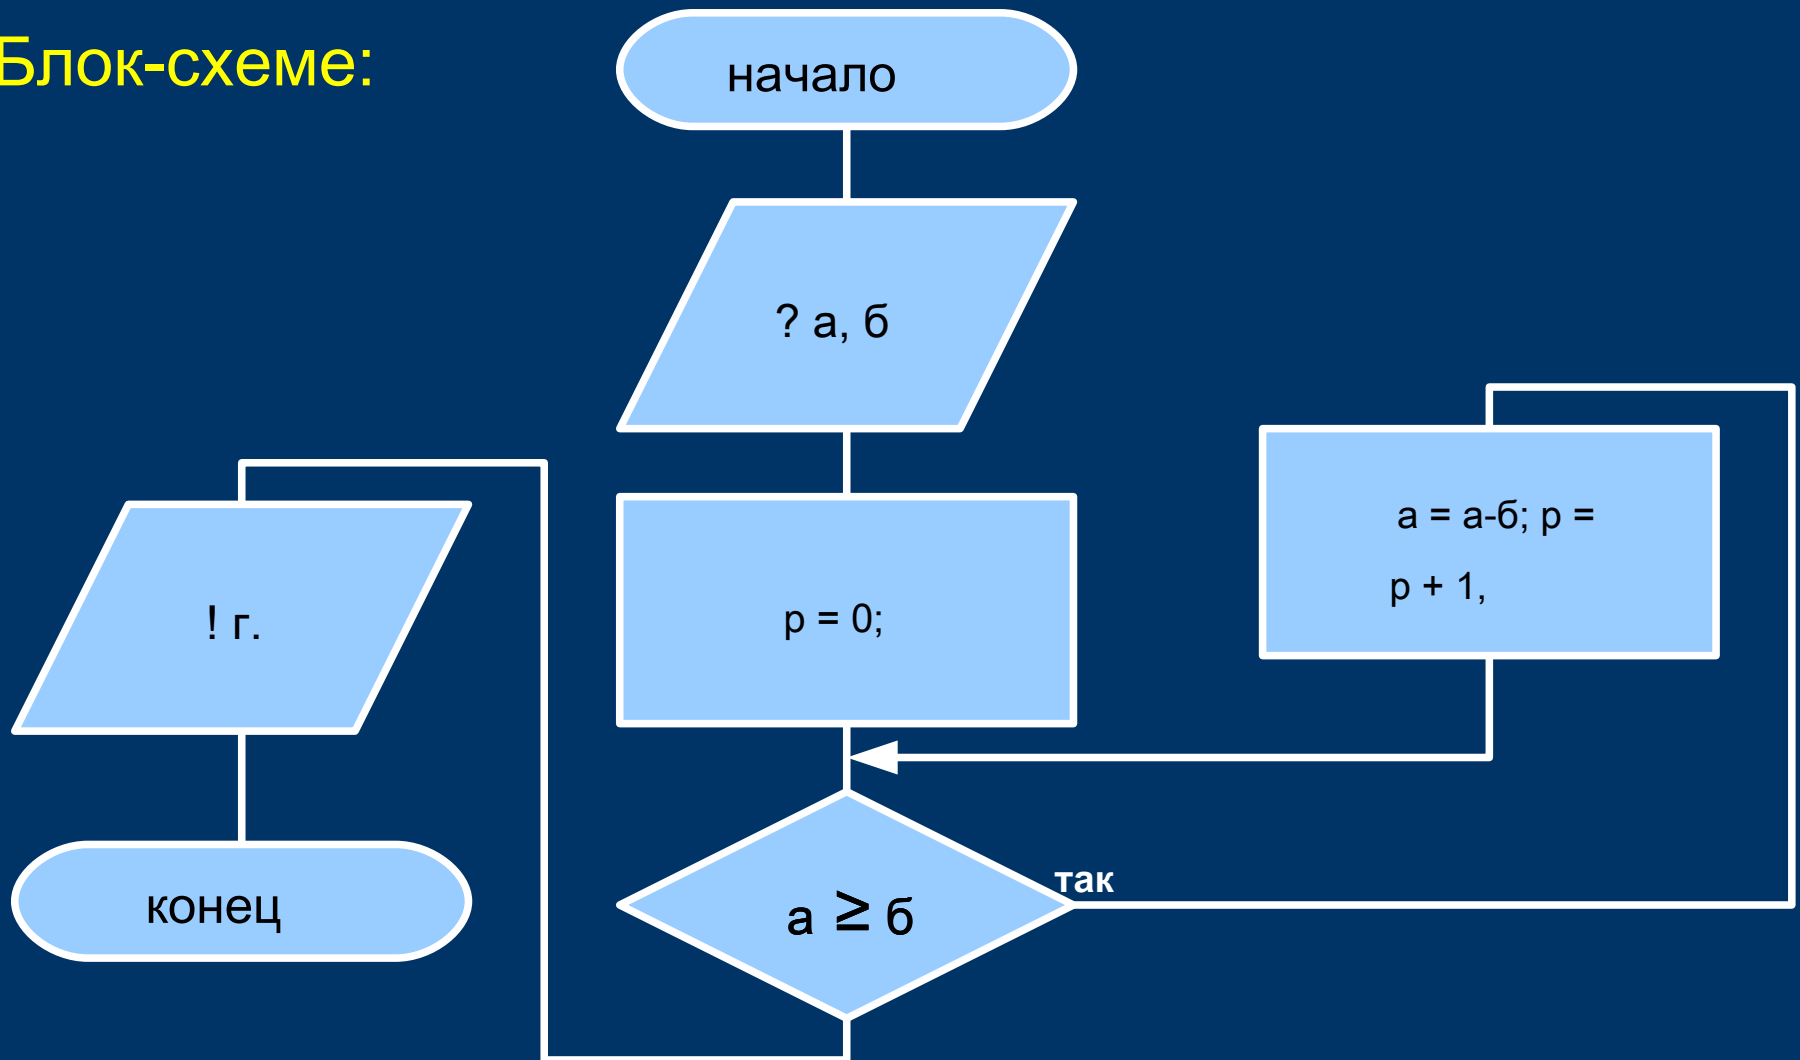 Блок-схеме:
начало
? а, б
р = 0;
а = а-б; р =
р + 1,
! г.
а ≥ б
так
конец